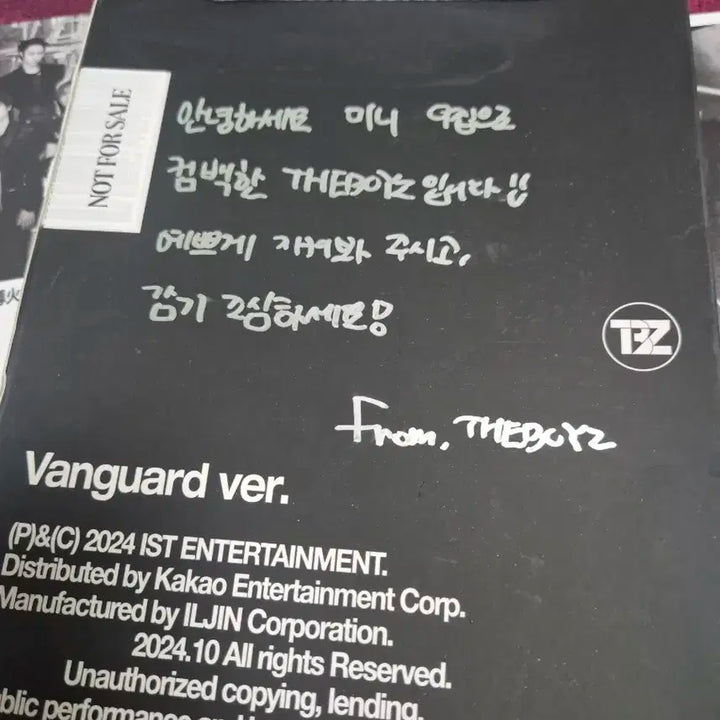 NOT FOR SALE
안녕하세요 미니 9집으로
컴백한 THEBOYZ 입니다!!
예쁘게 지켜봐 주시고,
감기 조심하세요!
TBZ
From. THEBOYZ
Vanguard ver.
(P)&(C) 2024 IST ENTERTAINMENT.
Distributed by Kakao Entertainment Corp.
Manufactured by ILJIN Corporation.
2024.10 All rights Reserved.
Unauthorized copying, lending,
public performance